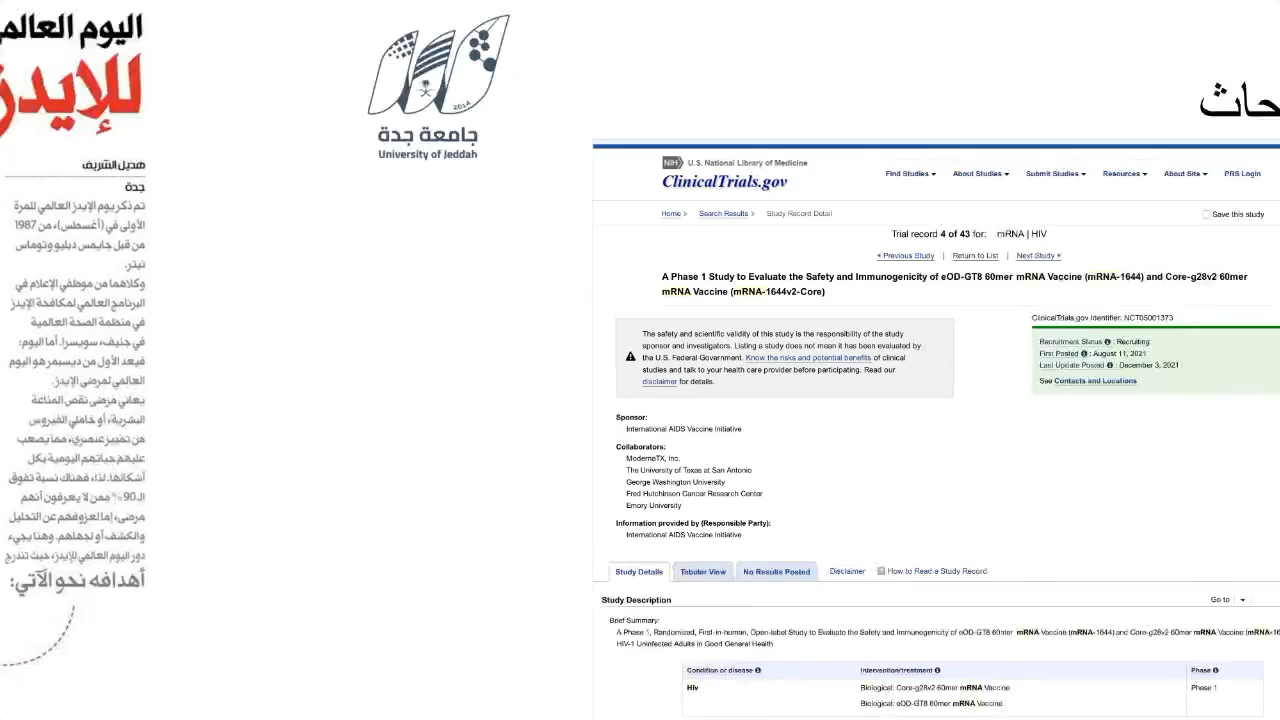 اليوم العالمي
للإيدز
هديل الشريف
جدة
تم ذكر يوم الإيدز العالمي للمرة
الأولى في (أغسطس)، من 1987
من قبل جايمس دبليو وتوماس
نيتر،
وكلاهما من موظفي الإعلام في
البرنامج العالمي لمكافحة الإيدز
في منظمة الصحة العالمية
في جنيف، سويسرا. أما اليوم:
فيعد الأول من ديسمبر هو اليوم
العالمي لمرضى الإيدز.
يعاني مرضى نقص المناعة
البشرية، أو حاملي الفيروس
من تمييز عنصري، مما يصعب
عليهم حياتهم اليومية بكل
أشكالها. لذا، فهناك نسبة تفوق
الـ 90% ممن لا يعرفون أنهم
مرضى، إما لعزوفهم عن التحليل
والكشف أو لجهلهم. وهنا يجيء
دور اليوم العالمي للإيدز، حيث تندرج
أهدافه نحو الآتي:
2014
جامعة جدة
University of Jeddah
حاث
NIH U.S. National Library of Medicine
ClinicalTrials.gov
Find Studies About Studies Submit Studies Resources About Site PRS Login
Home > Search Results > Study Record Detail
Save this study
Trial record 4 of 43 for: mRNA | HIV
Previous Study | Return to List | Next Study
A Phase 1 Study to Evaluate the Safety and Immunogenicity of eOD-GT8 60mer mRNA Vaccine (mRNA-1644) and Core-g28v2 60mer
mRNA Vaccine (mRNA-1644v2-Core)
The safety and scientific validity of this study is the responsibility of the study
sponsor and investigators. Listing a study does not mean it has been evaluated by
the U.S. Federal Government. Know the risks and potential benefits of clinical
studies and talk to your health care provider before participating. Read our
disclaimer for details.
ClinicalTrials.gov Identifier: NCT05001373
Recruitment Status : Recruiting
First Posted : August 11, 2021
Last Update Posted : December 3, 2021
See Contacts and Locations
Sponsor:
International AIDS Vaccine Initiative
Collaborators:
ModernaTX, Inc.
The University of Texas at San Antonio
George Washington University
Fred Hutchinson Cancer Research Center
Emory University
Information provided by (Responsible Party):
International AIDS Vaccine Initiative
Study Details Tabular View No Results Posted Disclaimer How to Read a Study Record
Study Description
Go to
Brief Summary:
A Phase 1, Randomized, First-in-human, Open-label Study to Evaluate the Safety and Immunogenicity of eOD-GT8 60mer mRNA Vaccine (mRNA-1644) and Core-g28v2 60mer mRNA Vaccine (mRNA-16
HIV-1 Uninfected Adults in Good General Health
Condition or disease Intervention/treatment Phase
Hiv Biological: Core-g28v2 60mer mRNA Vaccine Phase 1
Biological: eOD-GT8 60mer mRNA Vaccine